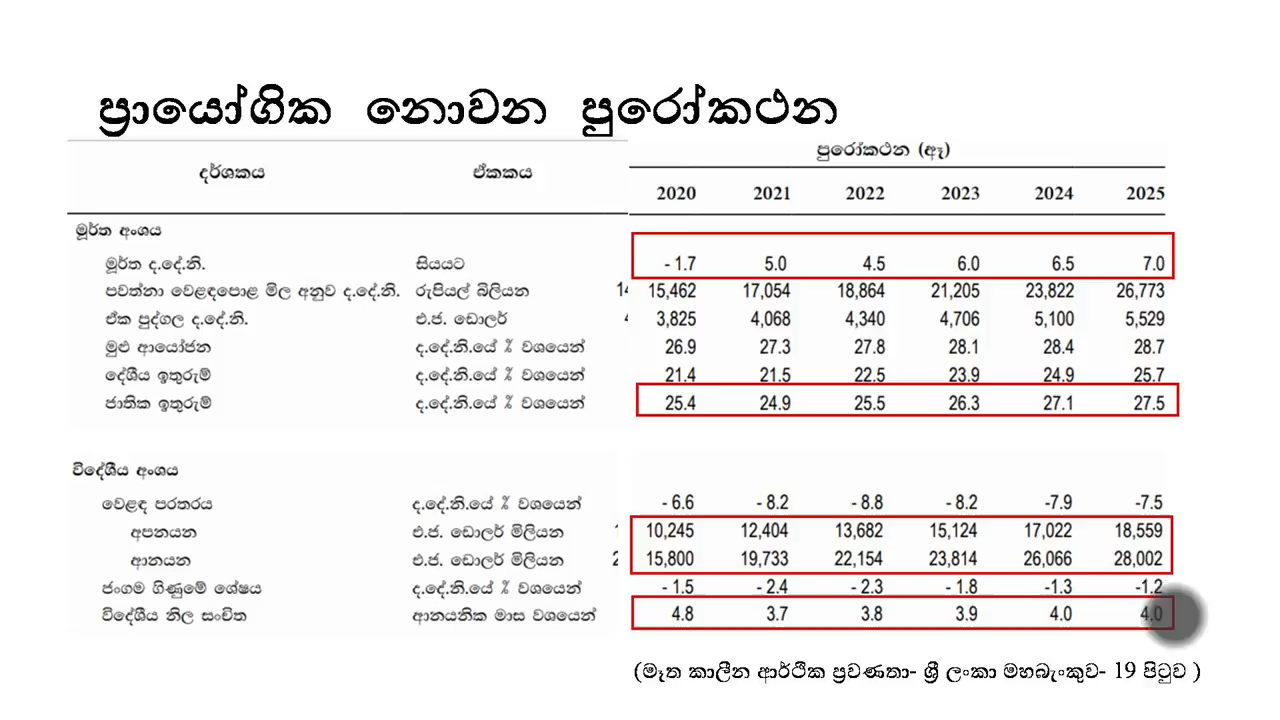 ප්‍රායෝගික නොවන පුරෝකථන
පුරෝකථන (ඈ)
දර්ශකය ඒකකය 2020 2021 2022 2023 2024 2025
මූර්ත අංශය
මූර්ත ද.දේ.නි. සියයට - 1.7 5.0 4.5 6.0 6.5 7.0
පවත්නා වෙළඳපොළ මිල අනුව ද.දේ.නි. රුපියල් බිලියන 15,462 17,054 18,864 21,205 23,822 26,773
ඒක පුද්ගල ද.දේ.නි. එ.ජ. ඩොලර් 3,825 4,068 4,340 4,706 5,100 5,529
මුළු ආයෝජන ද.දේ.නි.යේ % වශයෙන් 26.9 27.3 27.8 28.1 28.4 28.7
දේශීය ඉතුරුම් ද.දේ.නි.යේ % වශයෙන් 21.4 21.5 22.5 23.9 24.9 25.7
ජාතික ඉතුරුම් ද.දේ.නි.යේ % වශයෙන් 25.4 24.9 25.5 26.3 27.1 27.5
විදේශීය අංශය
වෙළඳ පරතරය ද.දේ.නි.යේ % වශයෙන් - 6.6 - 8.2 - 8.8 - 8.2 -7.9 -7.5
අපනයන එ.ජ. ඩොලර් මිලියන 10,245 12,404 13,682 15,124 17,022 18,559
ආනයන එ.ජ. ඩොලර් මිලියන 15,800 19,733 22,154 23,814 26,066 28,002
ජංගම ගිණුමේ ශේෂය ද.දේ.නි.යේ % වශයෙන් - 1.5 - 2.4 - 2.3 - 1.8 -1.3 -1.2
විදේශීය නිල සංචිත ආනයනික මාස වශයෙන් 4.8 3.7 3.8 3.9 4.0 4.0
(මෑත කාලීන ආර්ථික ප්‍රවණතා- ශ්‍රී ලංකා මහබැංකුව- 19 පිටුව )